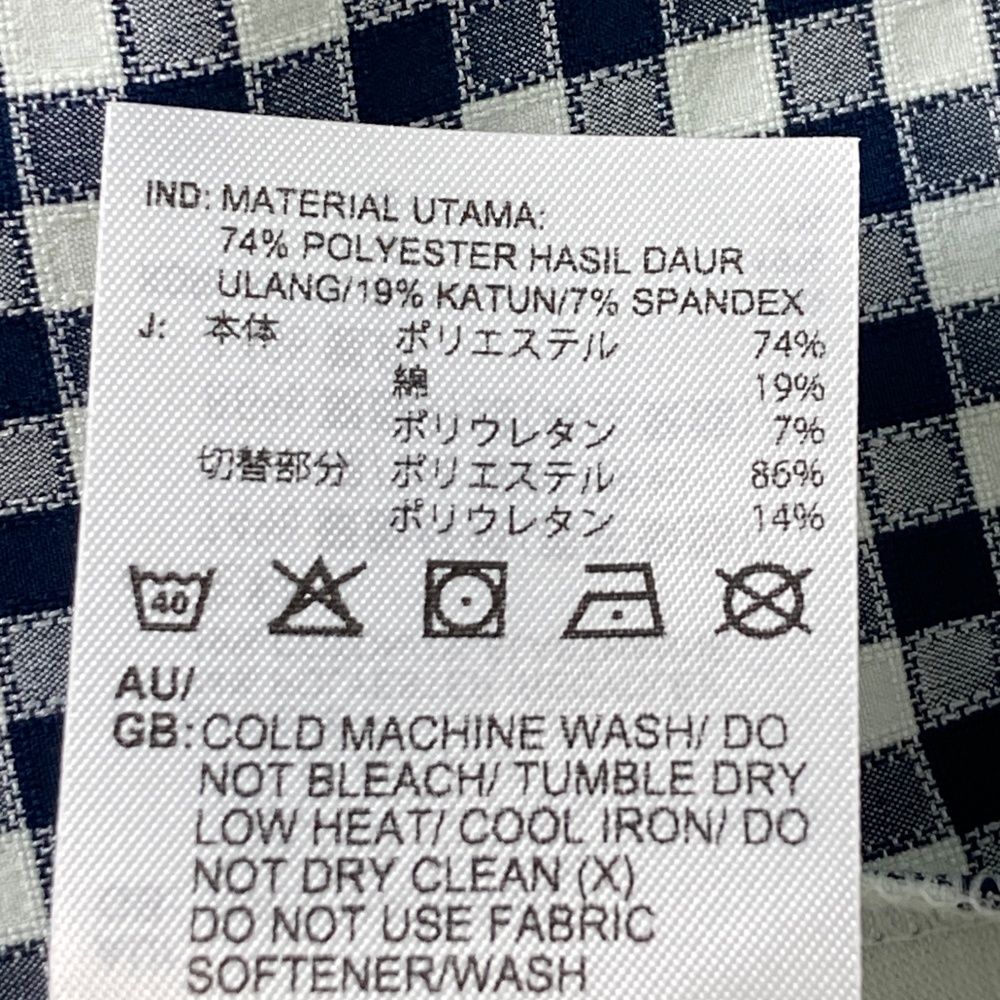 IND: MATERIAL UTAMA:
74% POLYESTER HASIL DAUR
ULANG/19% KATUN/7% SPANDEX
J: 本体 ポリエステル 74%
綿 19%
ポリウレタン 7%
切替部分 ポリエステル 86%
ポリウレタン 14%
40
AU/
GB: COLD MACHINE WASH/ DO
NOT BLEACH/ TUMBLE DRY
LOW HEAT/ COOL IRON/ DO
NOT DRY CLEAN (X)
DO NOT USE FABRIC
SOFTENER/WASH